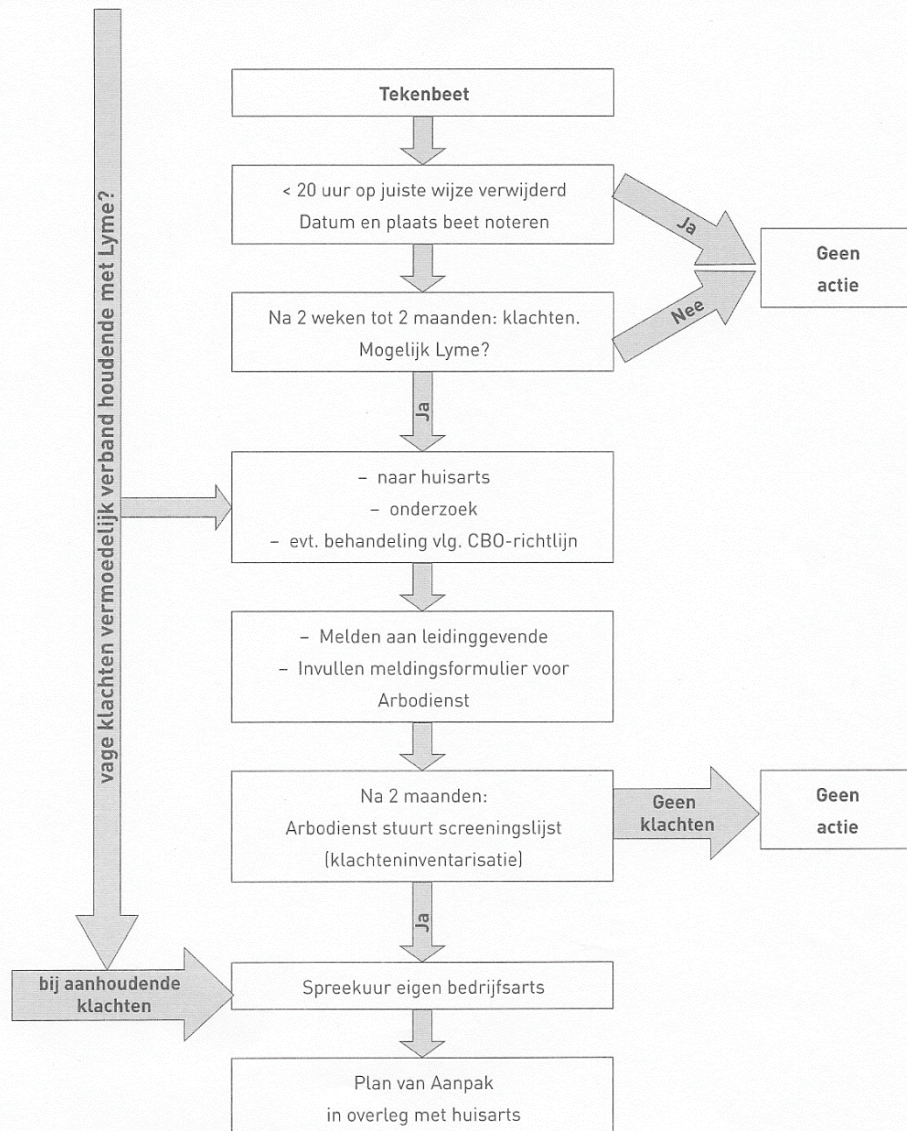 Tekenbeet
< 20 uur op juiste wijze verwijderd
Datum en plaats beet noteren
Ja
Geen
actie
Na 2 weken tot 2 maanden: klachten.
Mogelijk Lyme?
Nee
Ja
vage klachten vermoedelijk verband houdende met Lyme?
– naar huisarts
– onderzoek
– evt. behandeling vlg. CBO-richtlijn
– Melden aan leidinggevende
– Invullen meldingsformulier voor
Arbodienst
Na 2 maanden:
Arbodienst stuurt screeningslijst
(klachteninventarisatie)
Geen
klachten
Geen
actie
Ja
bij aanhoudende
klachten
Spreekuur eigen bedrijfsarts
Plan van Aanpak
in overleg met huisarts